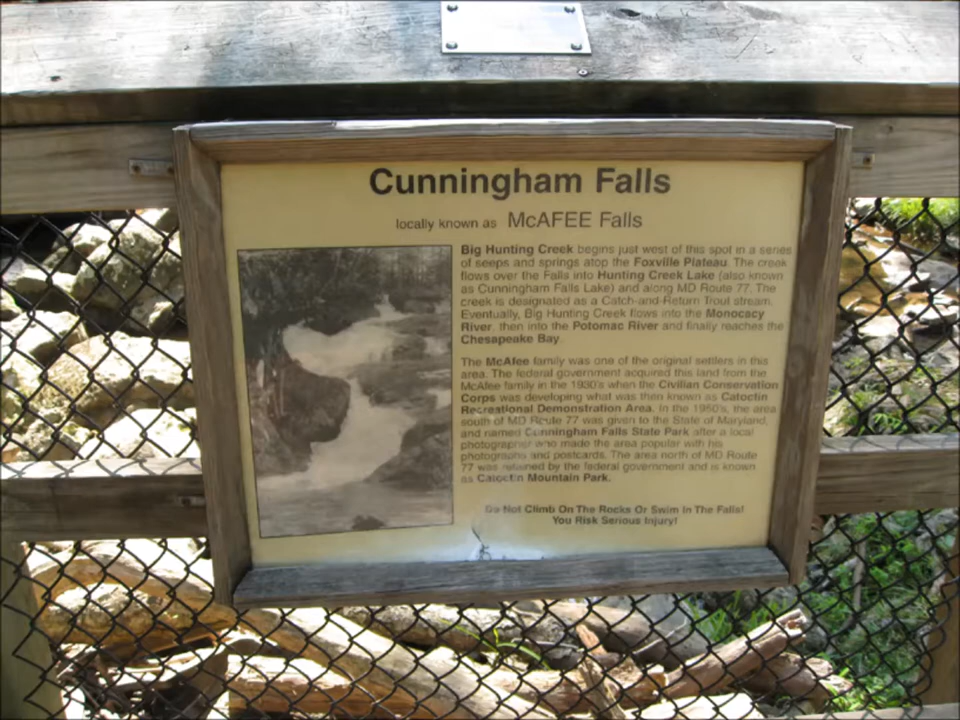 Cunningham Falls
locally known as McAFEE Falls
Big Hunting Creek begins just west of this spot in a series
of seeps and springs atop the Foxville Plateau. The creek
flows over the Falls into Hunting Creek Lake (also known
as Cunningham Falls Lake) and along MD Route 77. The
creek is designated as a Catch-and-Return Trout stream.
Eventually, Big Hunting Creek flows into the Monocacy
River, then into the Potomac River and finally reaches the
Chesapeake Bay.
The McAfee family was one of the original settlers in this
area. The federal government acquired this land from the
McAfee family in the 1930's when the Civilian Conservation
Corps was developing what was then known as Catoctin
Recreational Demonstration Area. In the 1950's, the area
south of MD Route 77 was given to the State of Maryland,
and named Cunningham Falls State Park after a local
photographer who made the area popular with his
photographs and postcards. The area north of MD Route
77 was retained by the federal government and is known
as Catoctin Mountain Park.
Do Not Climb On The Rocks Or Swim In The Falls!
You Risk Serious Injury!